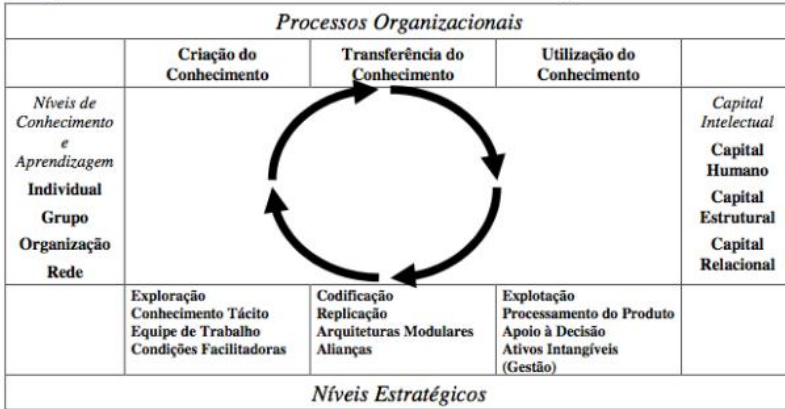 Processos Organizacionais
Criação do
Conhecimento
Transferência do
Conhecimento
Utilização do
Conhecimento
Níveis de
Conhecimento
e
Aprendizagem
Individual
Grupo
Organização
Rede
Capital
Intelectual
Capital
Humano
Capital
Estrutural
Capital
Relacional
Exploração
Conhecimento Tácito
Equipe de Trabalho
Condições Facilitadoras
Codificação
Replicação
Arquiteturas Modulares
Alianças
Explotação
Processamento do Produto
Apoio à Decisão
Ativos Intangíveis
(Gestão)
Níveis Estratégicos